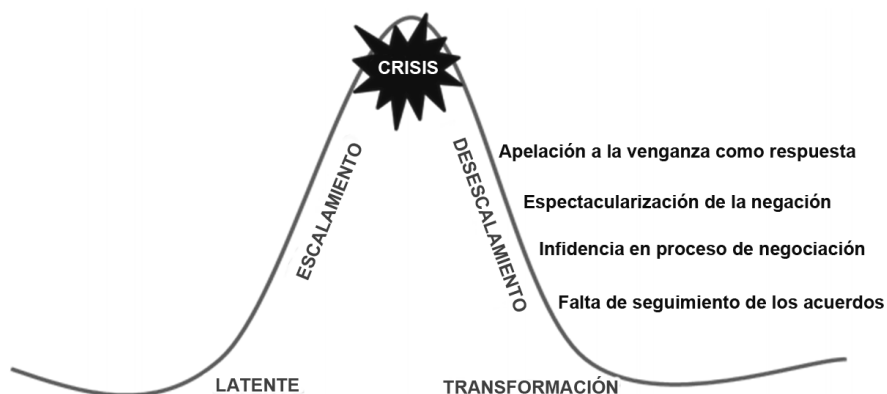 CRISIS
ESCALAMIENTO
DESESCALAMIENTO
Apelación a la venganza como respuesta
Espectacularización de la negación
Infidencia en proceso de negociación
Falta de seguimiento de los acuerdos
LATENTE
TRANSFORMACIÓN